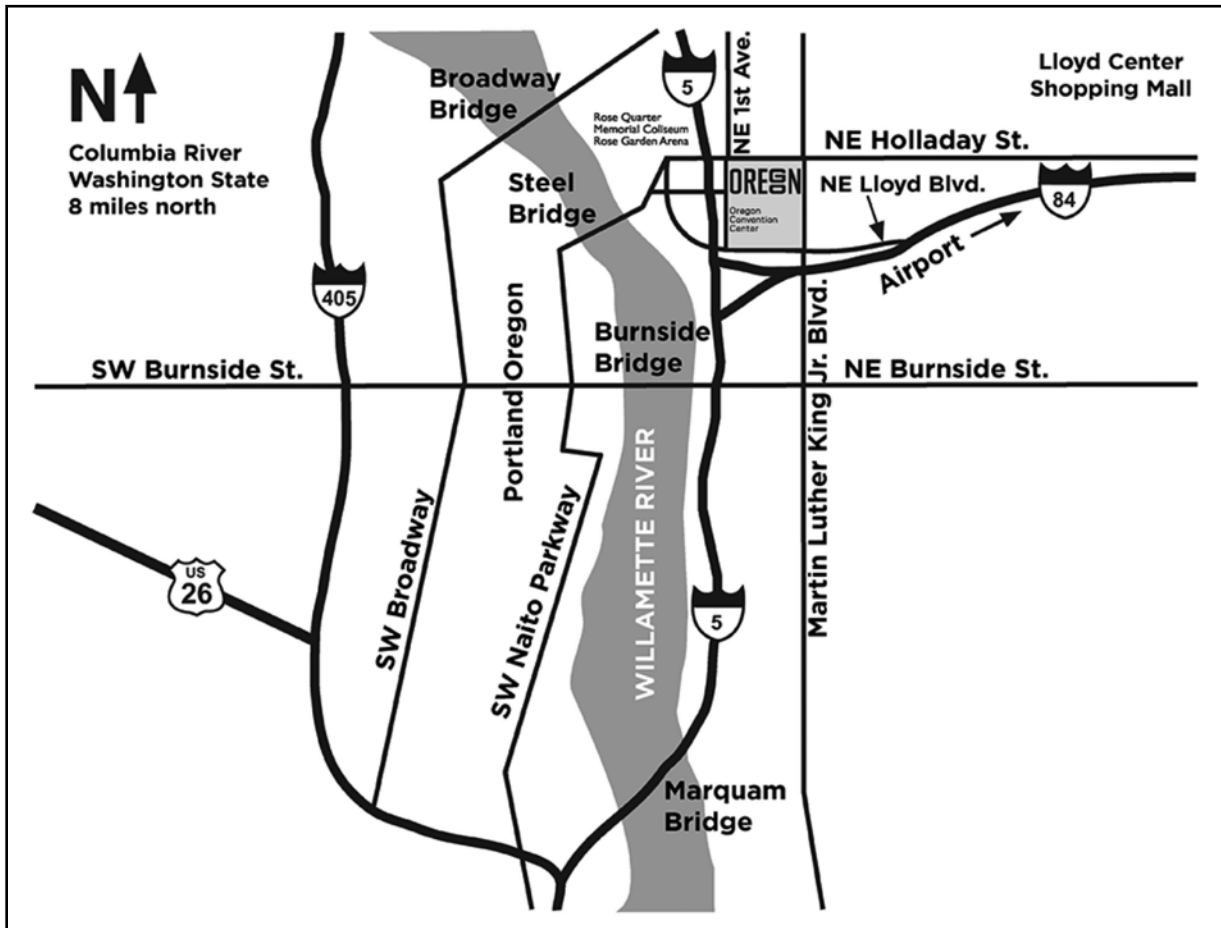 N
Columbia River
Washington State
8 miles north
Broadway
Bridge
5
Rose Quarter
Memorial Coliseum
Rose Garden Arena
NE 1st Ave.
Lloyd Center
Shopping Mall
NE Holladay St.
Steel
Bridge
OREGON
Oregon
Convention
Center
NE Lloyd Blvd.
84
Airport
405
Portland Oregon
Burnside
Bridge
SW Burnside St.
NE Burnside St.
Martin Luther King Jr. Blvd.
WILLAMETTE RIVER
SW Broadway
SW Naito Parkway
US
26
5
Marquam
Bridge